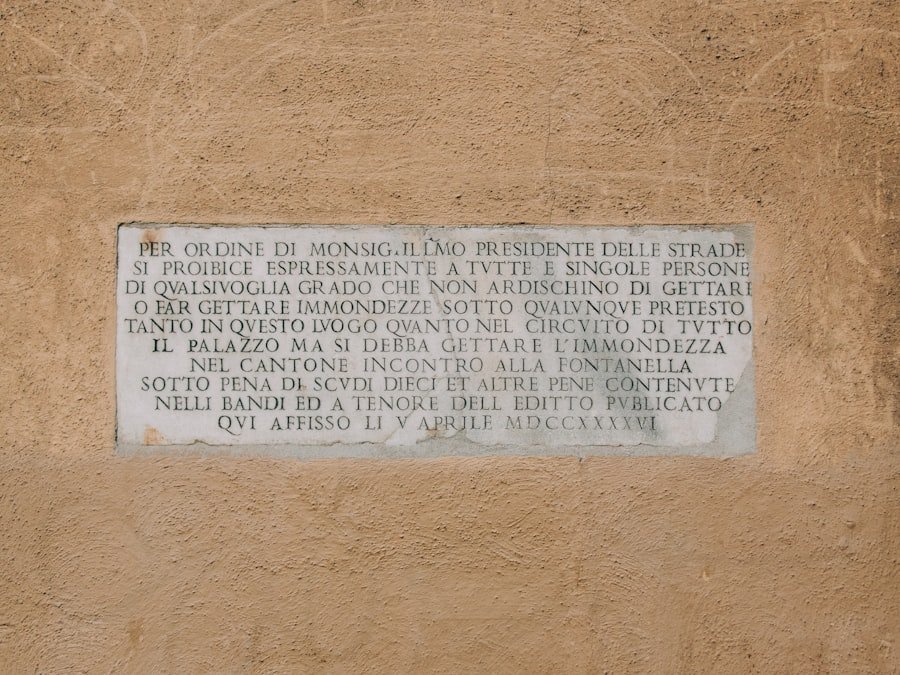 PER ORDINE DI MONSIG.ILLMO PRESIDENTE DELLE STRADE
SI PROIBICE ESPRESSAMENTE A TVTTE E SINGOLE PERSONE
DI QVALSIVOGLIA GRADO CHE NON ARDISCHINO DI GETTARE
O FAR GETTARE IMMONDEZZE SOTTO QVALVNQVE PRETESTO
TANTO IN QVESTO LVOGO QVANTO NEL CIRCVITO DI TVTTO
IL PALAZZO MA SI DEBBA GETTARE L'IMMONDEZZA
NEL CANTONE INCONTRO ALLA FONTANELLA
SOTTO PENA DI SCVDI DIECI ET ALTRE PENE CONTENVTE
NELLI BANDI ED A TENORE DELL EDITTO PVBLICATO
QVI AFFISSO LI V APRILE MDCCXXXXVI